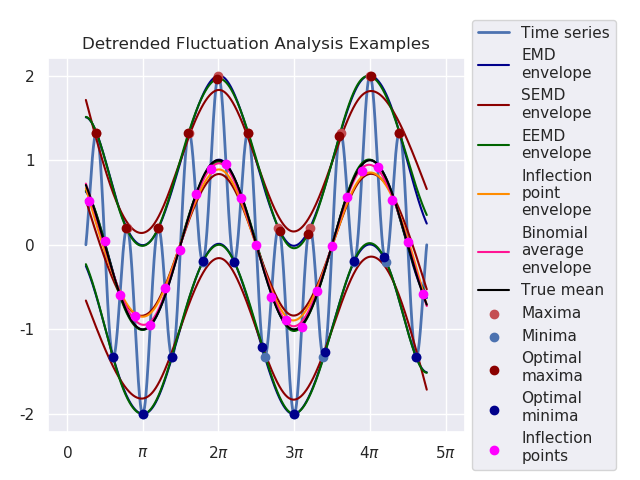 Detrended Fluctuation Analysis Examples
2
1
0
-1
-2
0
π
2π
3π
4π
5π
Time series
EMD
envelope
SEMD
envelope
EEMD
envelope
Inflection
point
envelope
Binomial
average
envelope
True mean
Maxima
Minima
Optimal
maxima
Optimal
minima
Inflection
points